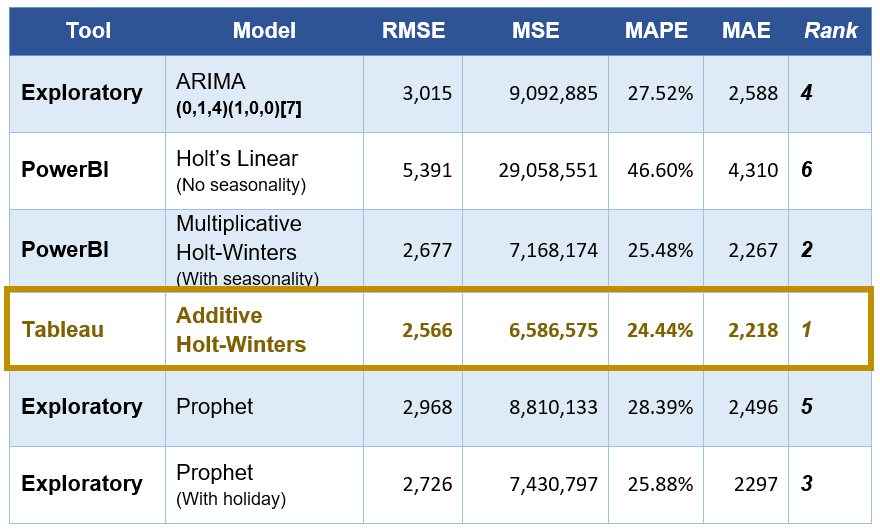 Tool Model RMSE MSE MAPE MAE Rank
Exploratory ARIMA 3,015 9,092,885 27.52% 2,588 4
(0,1,4)(1,0,0)[7]
PowerBI Holt’s Linear 5,391 29,058,551 46.60% 4,310 6
(No seasonality)
Multiplicative
PowerBI Holt-Winters 2,677 7,168,174 25.48% 2,267 2
(With seasonality)
Tableau Additive 2,566 6,586,575 24.44% 2,218 1
Holt-Winters
Exploratory Prophet 2,968 8,810,133 28.39% 2,496 5
Exploratory Prophet 2,726 7,430,797 25.88% 2297 3
(With holiday)